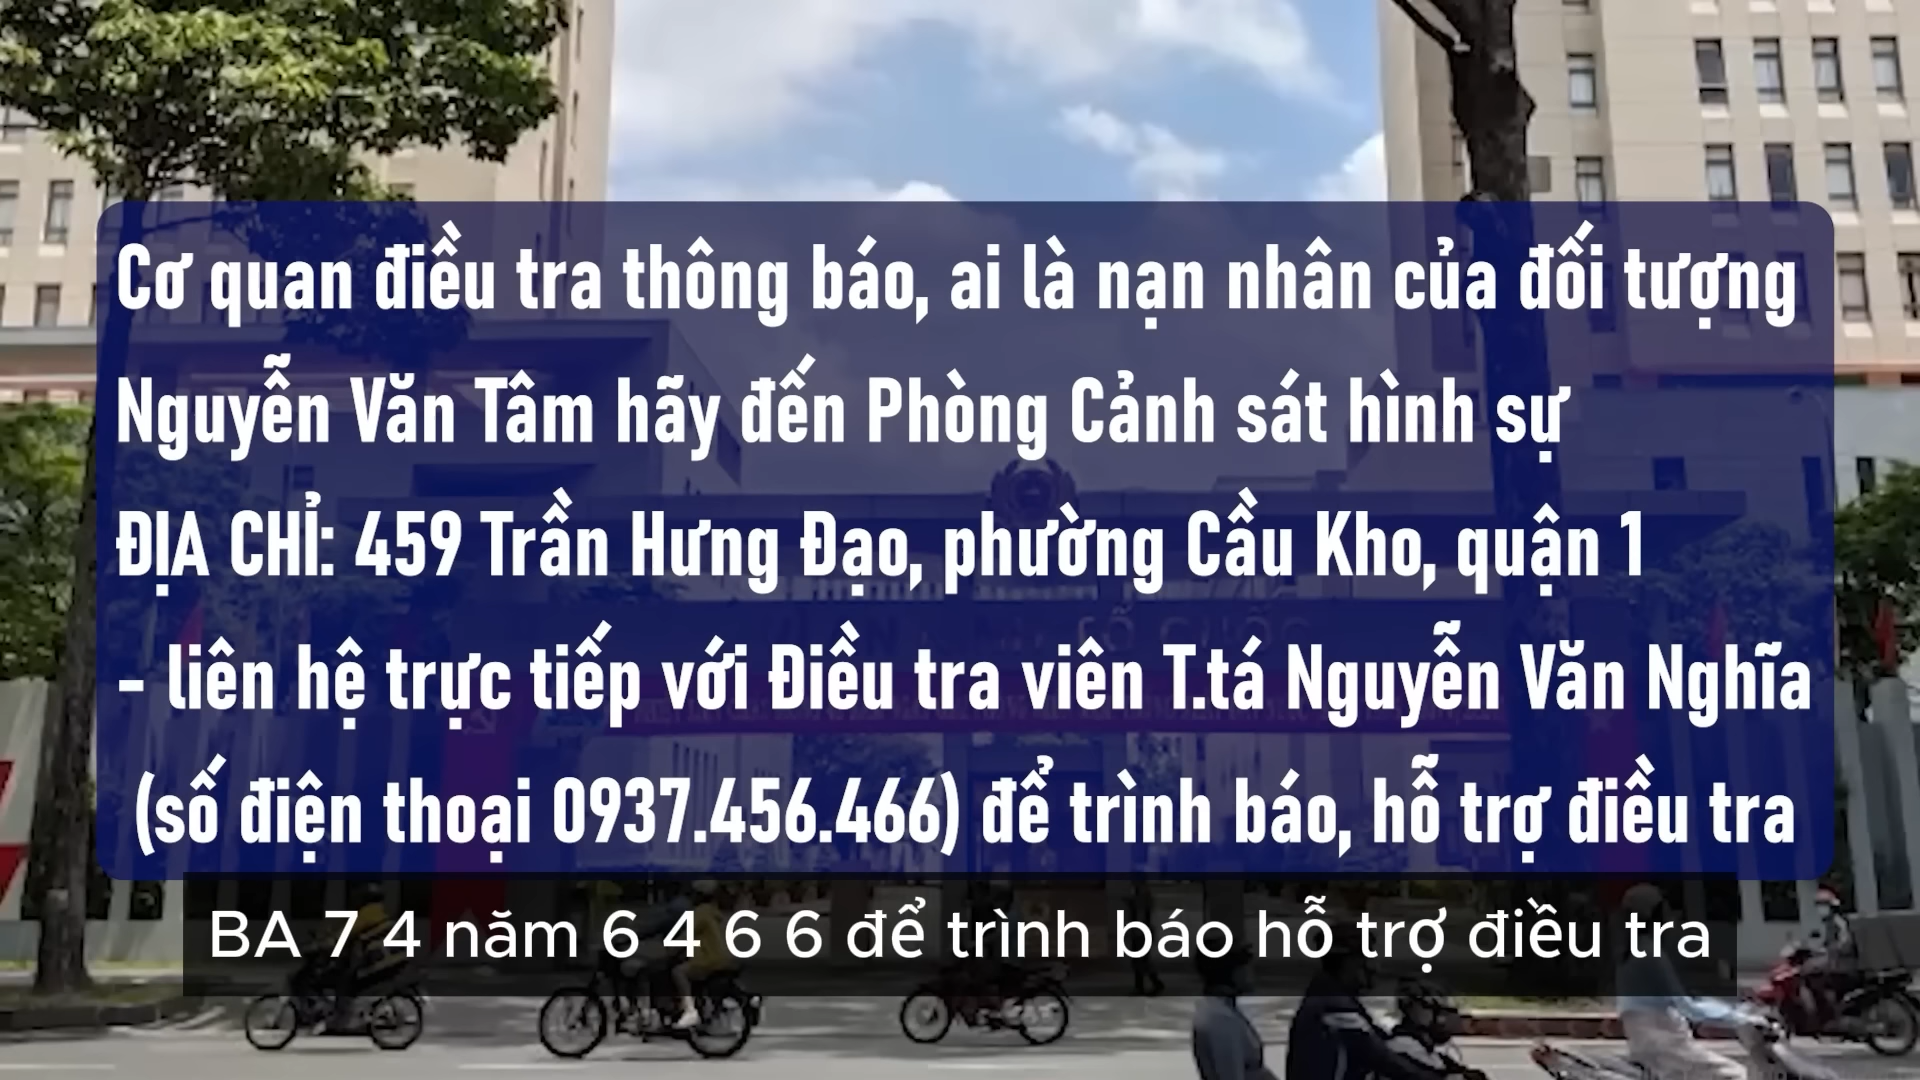 Cơ quan điều tra thông báo, ai là nạn nhân của đối tượng
Nguyễn Văn Tâm hãy đến Phòng Cảnh sát hình sự
ĐỊA CHỈ: 459 Trần Hưng Đạo, phường Cầu Kho, quận 1
- liên hệ trực tiếp với Điều tra viên T.tá Nguyễn Văn Nghĩa
(số điện thoại 0937.456.466) để trình báo, hỗ trợ điều tra
BA 7 4 năm 6 4 6 6 để trình báo hỗ trợ điều tra